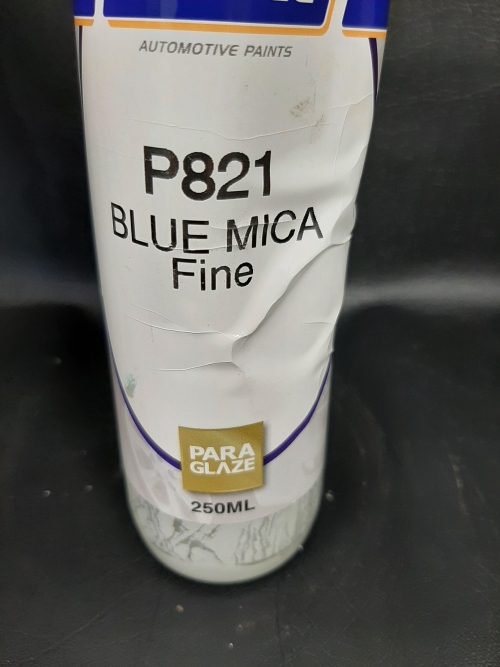 AUTOMOTIVE PAINTS
P821
BLUE MICA
Fine
PARA
GLAZE
250ML